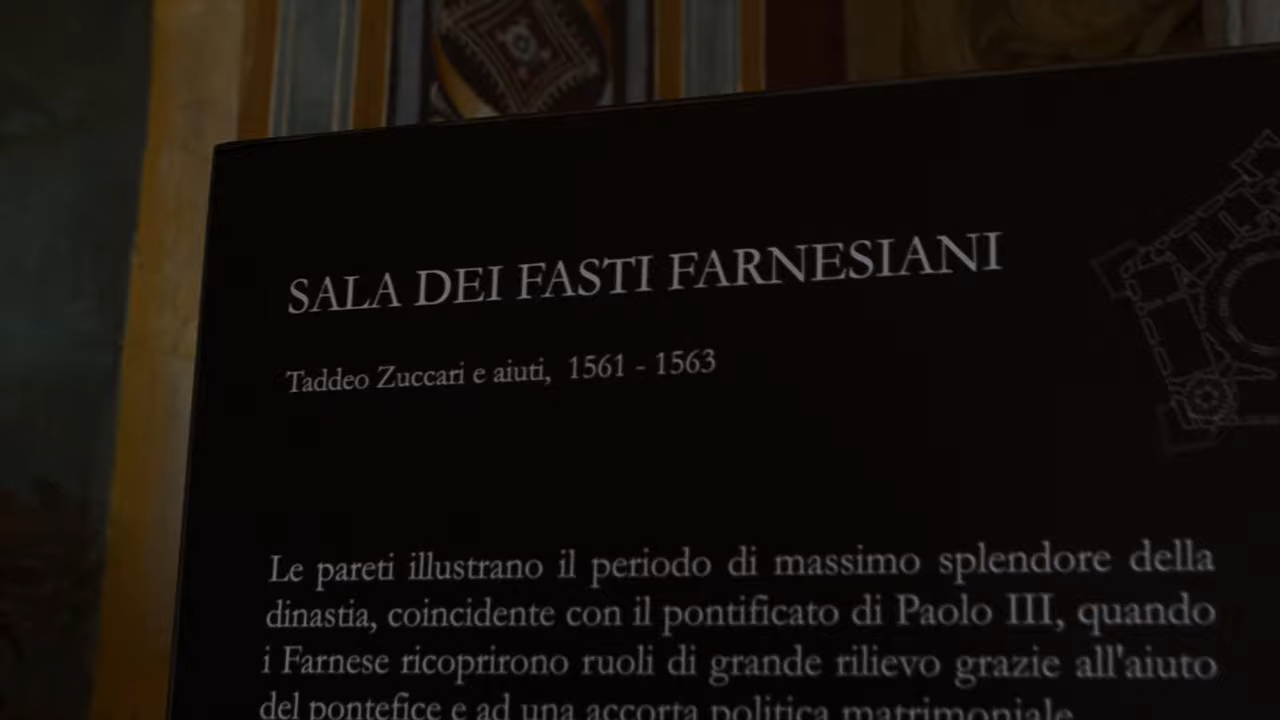 SALA DEI FASTI FARNESIANI
Taddeo Zuccari e aiuti, 1561 - 1563
Le pareti illustrano il periodo di massimo splendore della
dinastia, coincidente con il pontificato di Paolo III, quando
i Farnese ricoprirono ruoli di grande rilievo grazie all'aiuto
del pontefice e ad una accorta politica matrimoniale.